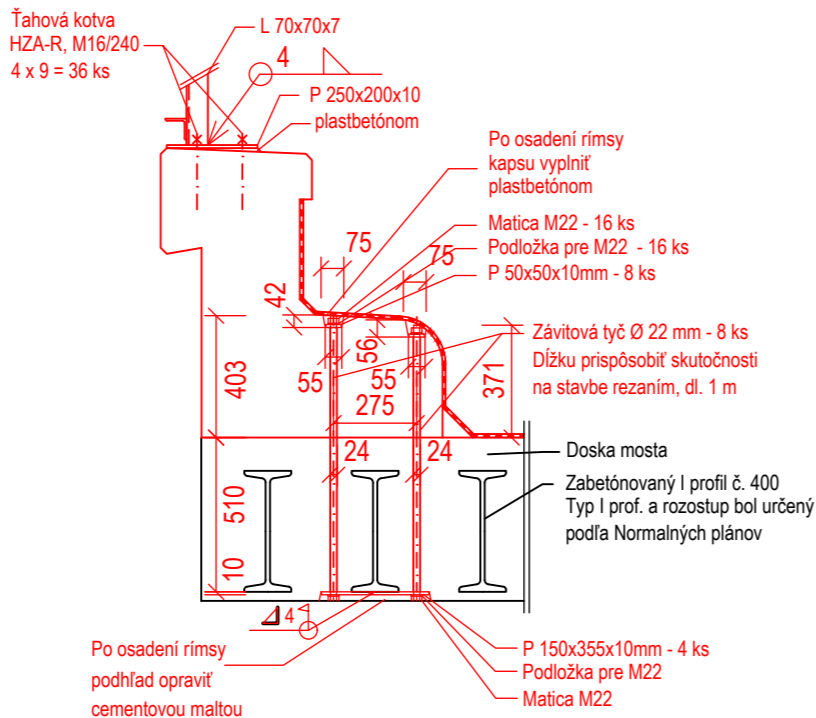 Ťahová kotva
HZA-R, M16/240
4 x 9 = 36 ks
L 70x70x7
4
P 250x200x10
plastbetónom
Po osadení rímsy
kapsu vyplniť
plastbetónom
Matica M22 - 16 ks
Podložka pre M22 - 16 ks
P 50x50x10mm - 8 ks
75
75
42
56
Závitová tyč Ø 22 mm - 8 ks
Dĺžku prispôsobiť skutočnosti
na stavbe rezaním, dl. 1 m
55
55
403
371
275
24
24
Doska mosta
Zabetónovaný I profil č. 400
Typ I prof. a rozostup bol určený
podľa Normalných plánov
510
10
4
Po osadení rímsy
podhľad opraviť
cementovou maltou
P 150x355x10mm - 4 ks
Podložka pre M22
Matica M22